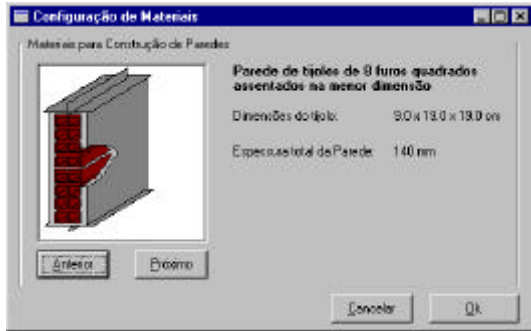 Configuração de Materiais
Materiais para Construção de Paredes
Parede de tijolos de 8 furos quadrados
assentados na menor dimensão
Dimensões do tijolo: 9.0 x 19.0 x 19.0 cm
Espessura total da Parede: 140 mm
Anterior Próximo
Cancelar Ok